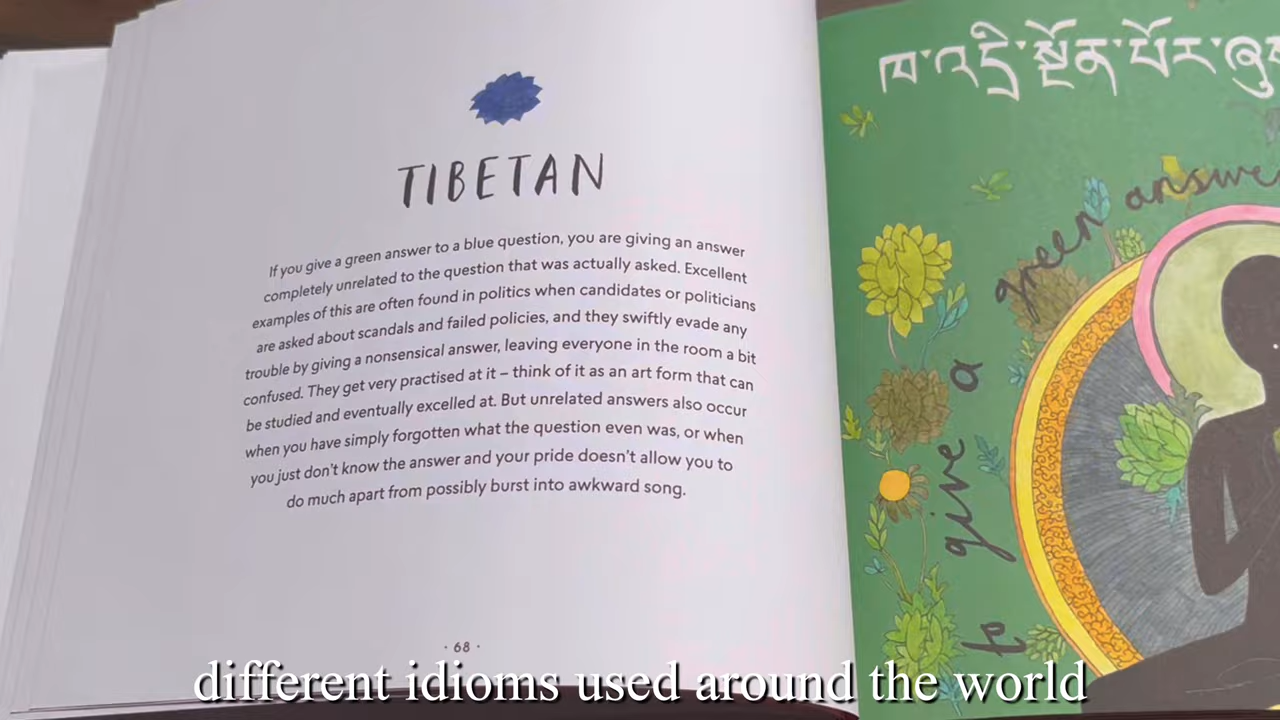 TIBETAN
If you give a green answer to a blue question, you are giving an answer
completely unrelated to the question that was actually asked. Excellent
examples of this are often found in politics when candidates or politicians
are asked about scandals and failed policies, and they swiftly evade any
trouble by giving a nonsensical answer, leaving everyone in the room a bit
confused. They get very practised at it – think of it as an art form that can
be studied and eventually excelled at. But unrelated answers also occur
when you have simply forgotten what the question even was, or when
you just don't know the answer and your pride doesn't allow you to
do much apart from possibly burst into awkward song.
· 68 ·
ཁ་འདྲི་སྔོན་པོར་
to give a green answe
different idioms used around the world